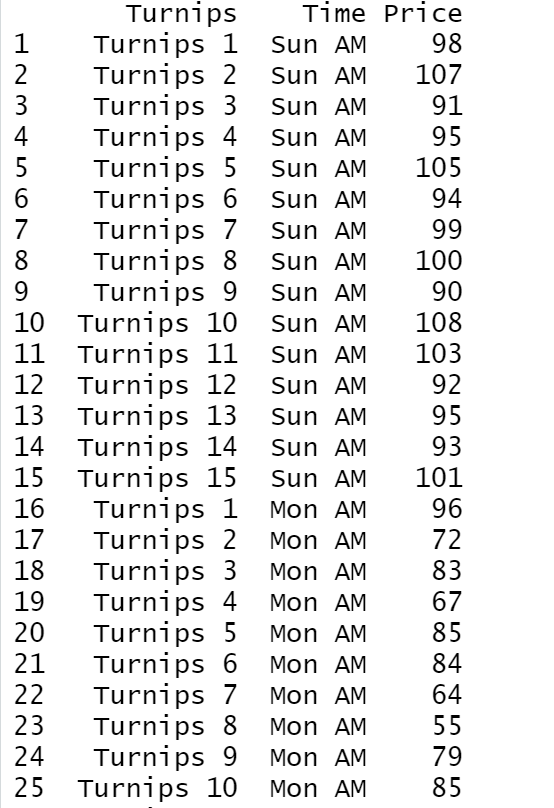 Turnips Time Price
1 Turnips 1 Sun AM 98
2 Turnips 2 Sun AM 107
3 Turnips 3 Sun AM 91
4 Turnips 4 Sun AM 95
5 Turnips 5 Sun AM 105
6 Turnips 6 Sun AM 94
7 Turnips 7 Sun AM 99
8 Turnips 8 Sun AM 100
9 Turnips 9 Sun AM 90
10 Turnips 10 Sun AM 108
11 Turnips 11 Sun AM 103
12 Turnips 12 Sun AM 92
13 Turnips 13 Sun AM 95
14 Turnips 14 Sun AM 93
15 Turnips 15 Sun AM 101
16 Turnips 1 Mon AM 96
17 Turnips 2 Mon AM 72
18 Turnips 3 Mon AM 83
19 Turnips 4 Mon AM 67
20 Turnips 5 Mon AM 85
21 Turnips 6 Mon AM 84
22 Turnips 7 Mon AM 64
23 Turnips 8 Mon AM 55
24 Turnips 9 Mon AM 79
25 Turnips 10 Mon AM 85